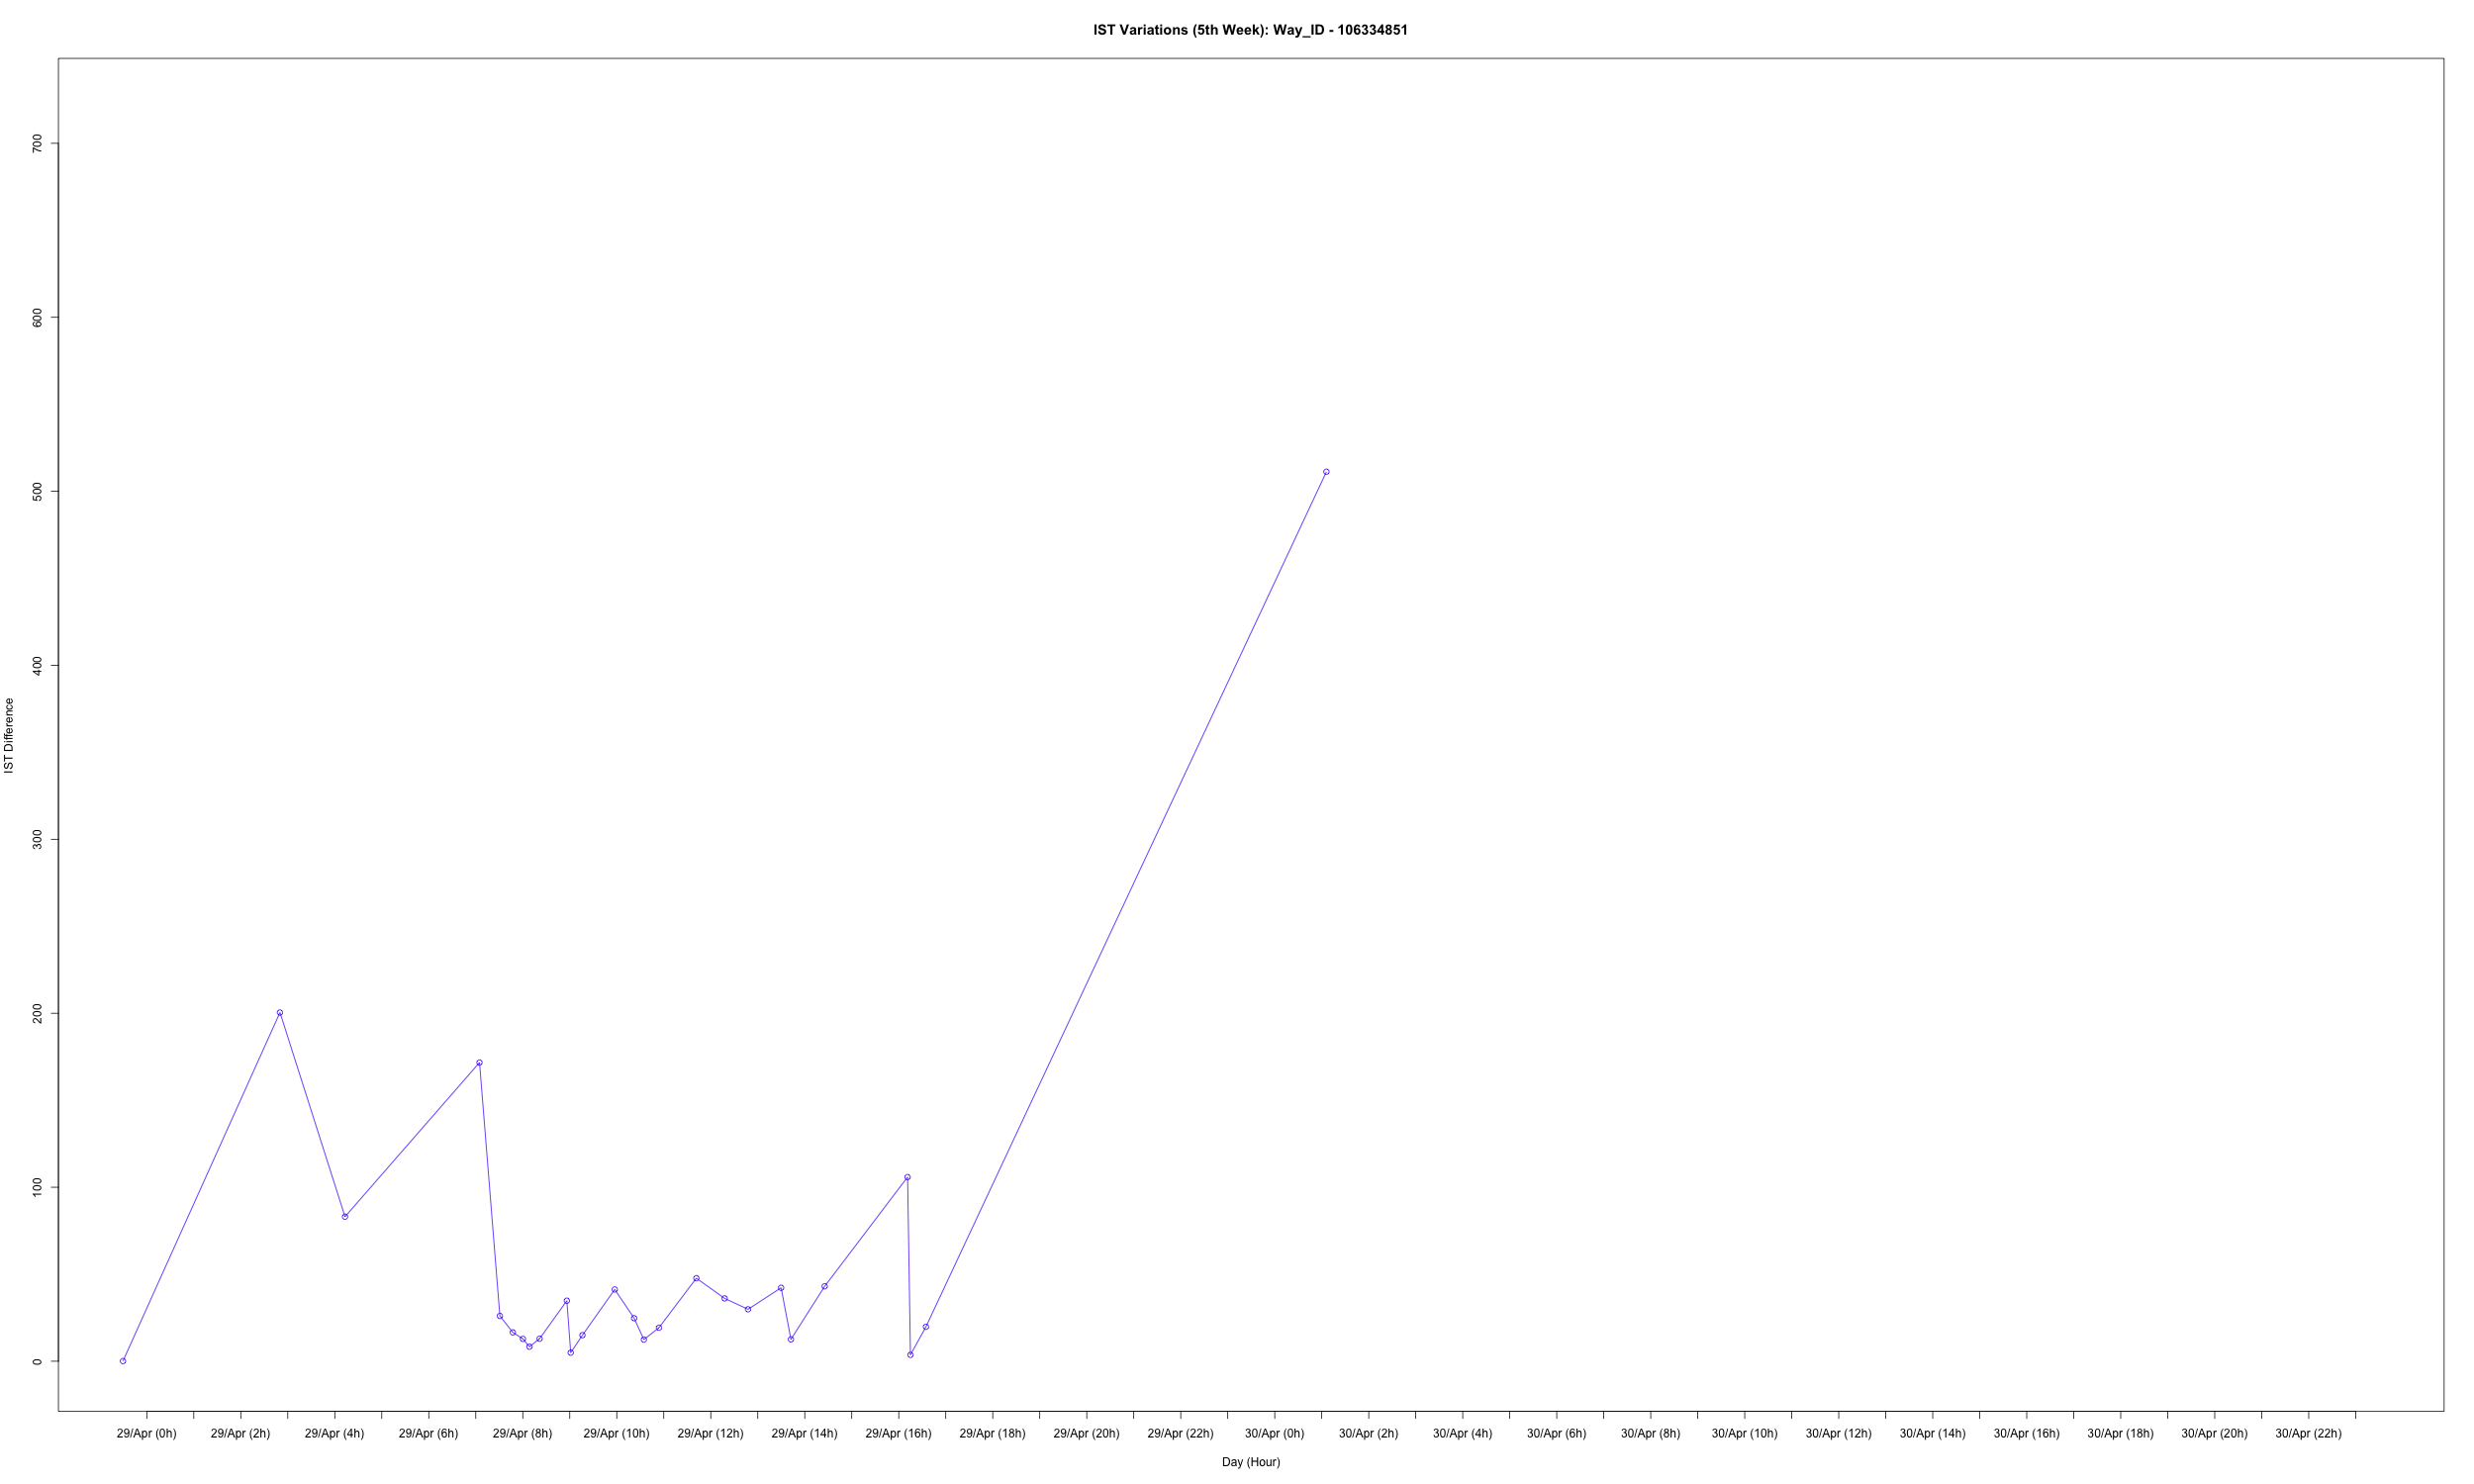 IST Variations (5th Week): Way_ID - 106334851
700
600
500
400
300
200
100
0
IST Difference
29/Apr (0h) 29/Apr (2h) 29/Apr (4h) 29/Apr (6h) 29/Apr (8h) 29/Apr (10h) 29/Apr (12h) 29/Apr (14h) 29/Apr (16h) 29/Apr (18h) 29/Apr (20h) 29/Apr (22h) 30/Apr (0h) 30/Apr (2h) 30/Apr (4h) 30/Apr (6h) 30/Apr (8h) 30/Apr (10h) 30/Apr (12h) 30/Apr (14h) 30/Apr (16h) 30/Apr (18h) 30/Apr (20h) 30/Apr (22h)
Day (Hour)